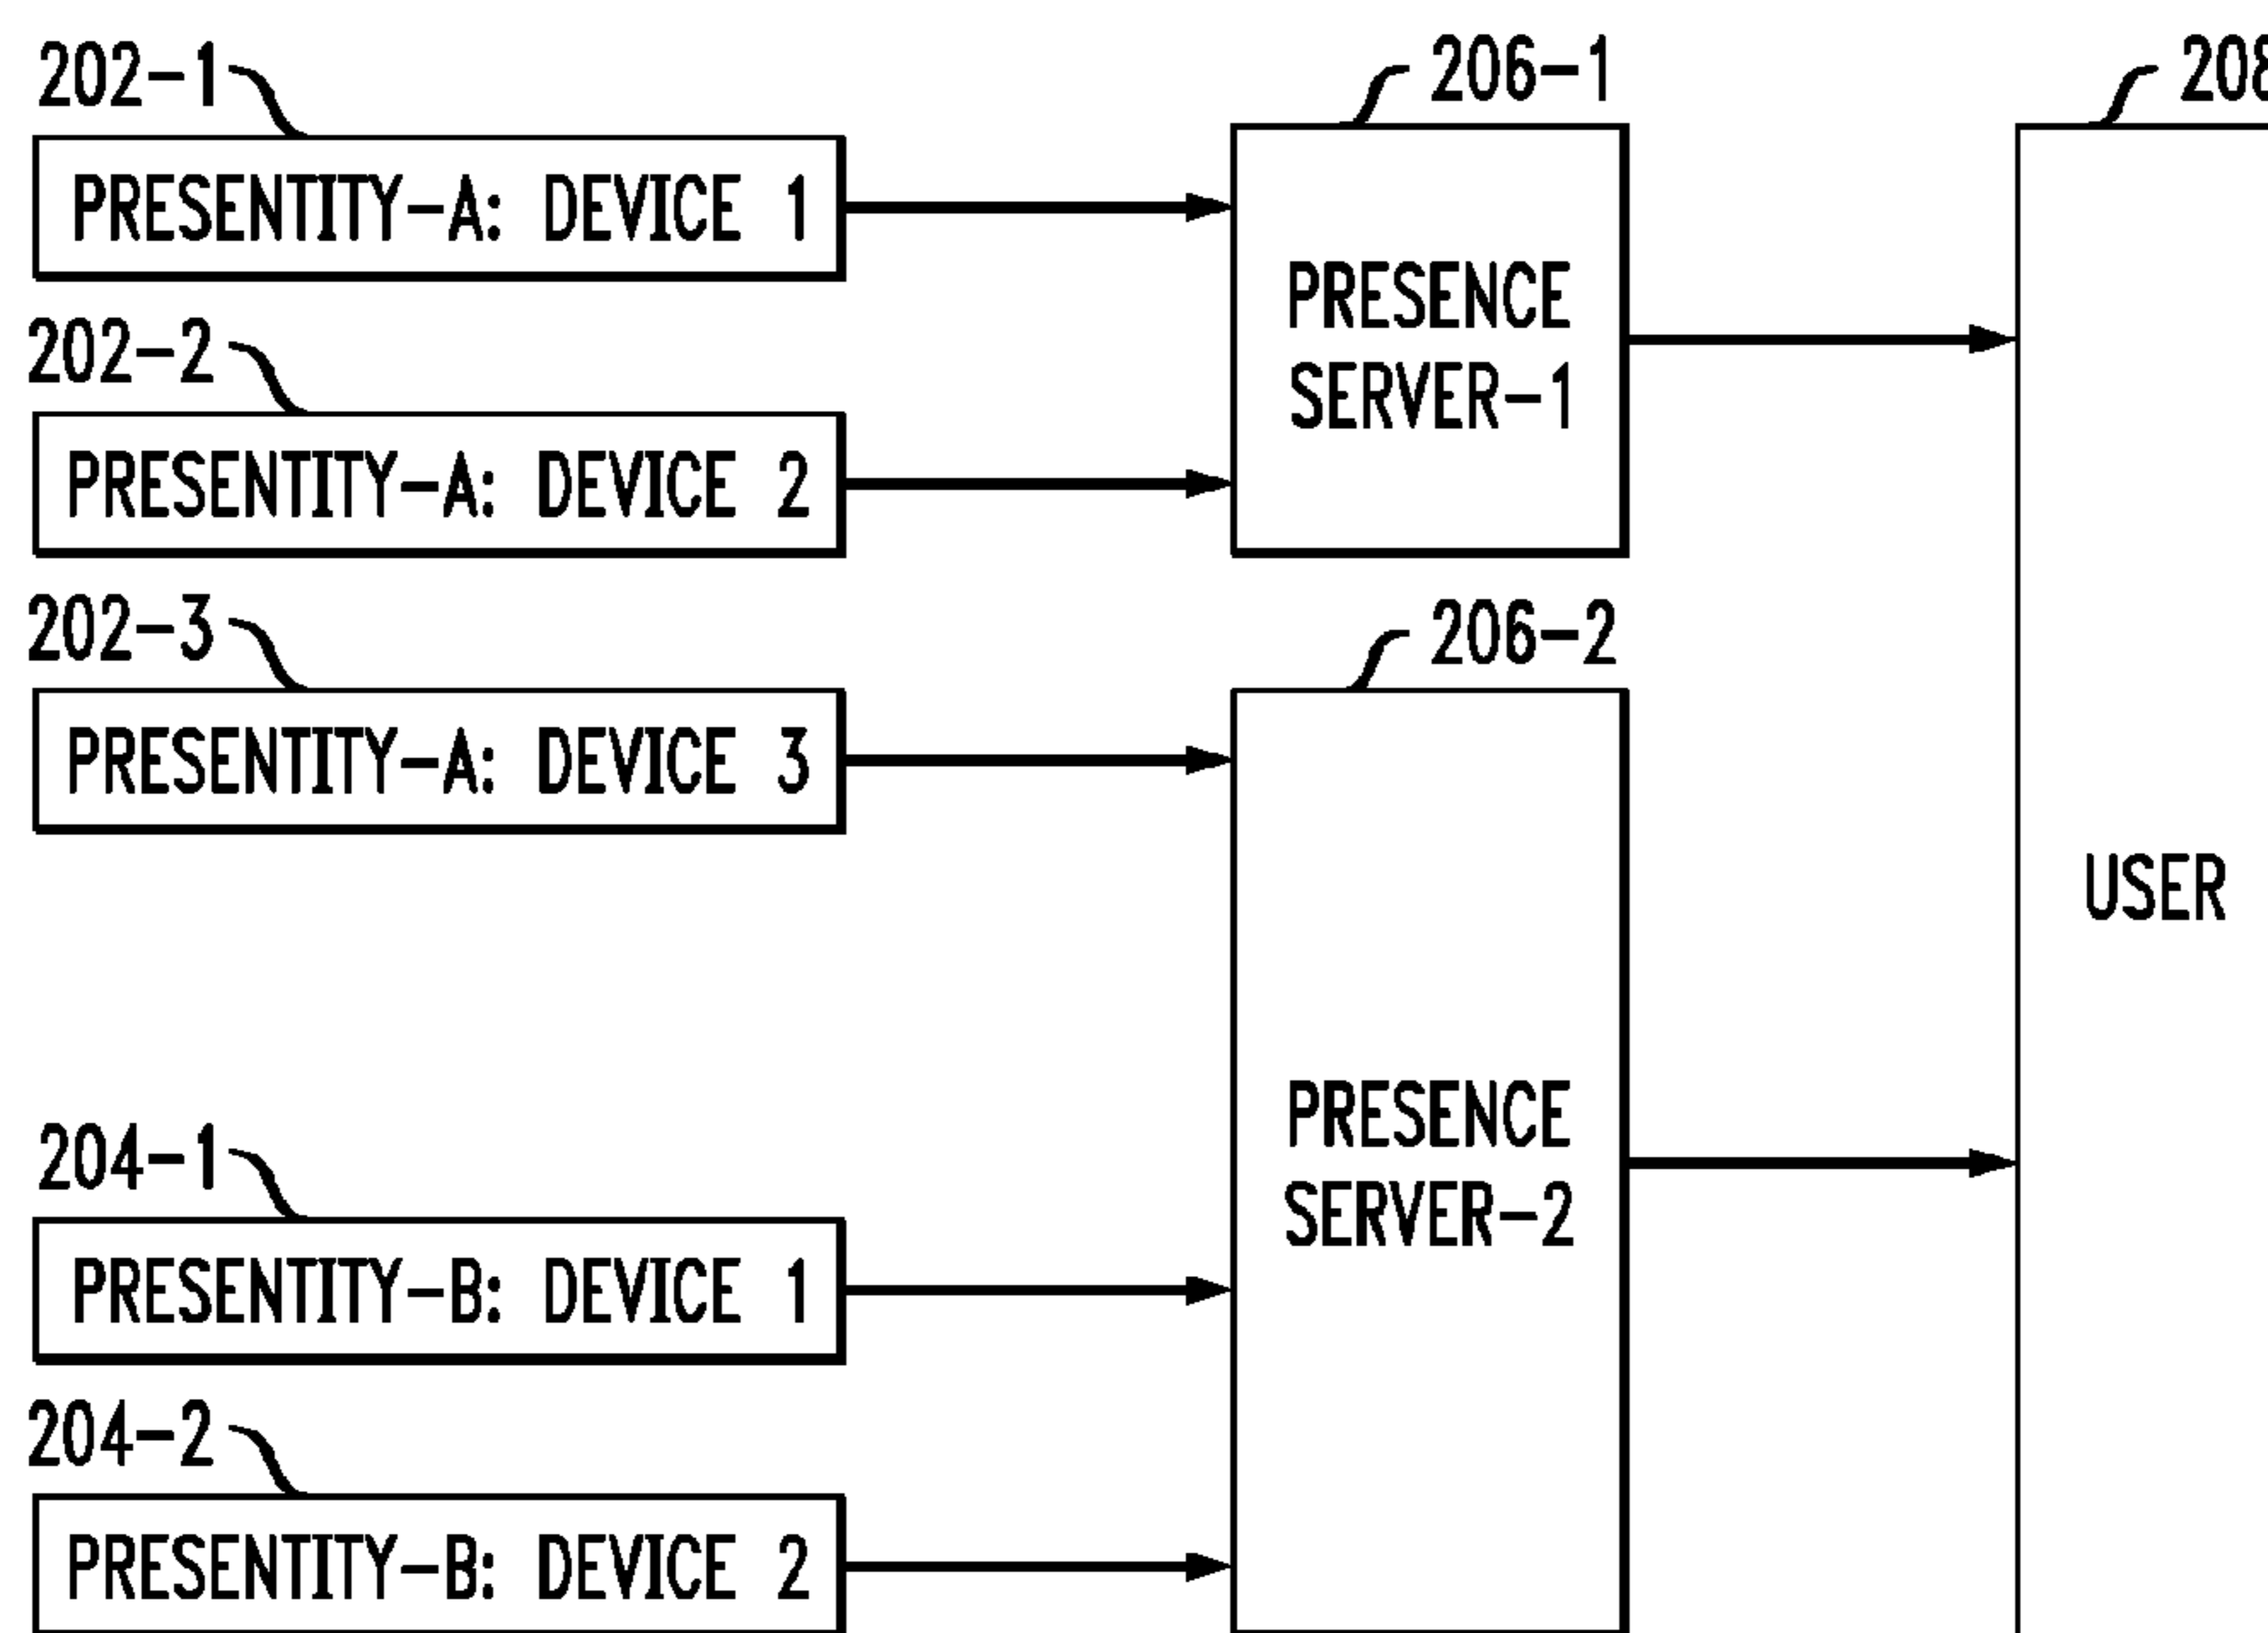 202-1
PRESENTITY-A: DEVICE 1
202-2
PRESENTITY-A: DEVICE 2
202-3
PRESENTITY-A: DEVICE 3
204-1
PRESENTITY-B: DEVICE 1
204-2
PRESENTITY-B: DEVICE 2
206-1
PRESENCE
SERVER-1
206-2
PRESENCE
SERVER-2
208
USER